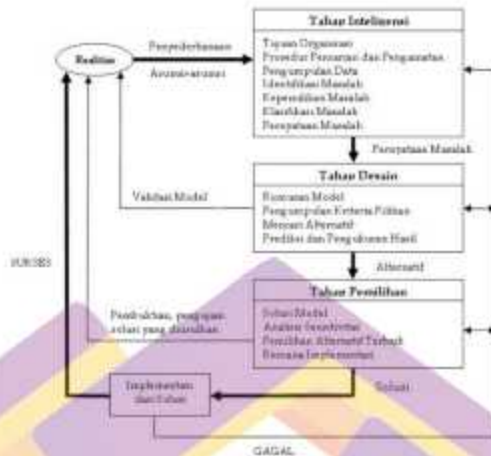 Tahap Intelijensi
Realitas
Penyederhanaan
Asumsi-asumsi
Tujuan Organisasi
Prosedur Pencarian dan Pengamatan
Pengumpulan Data
Identifikasi Masalah
Kepemilikan Masalah
Klasifikasi Masalah
Pernyataan Masalah
Pernyataan Masalah
Tahap Desain
Validasi Model
Rumusan Model
Pengumpulan Kriteria Pilihan
Mencari Alternatif
Prediksi dan Pengukuran Hasil
SUKSES
Alternatif
Tahap Pemilihan
Pembuktian, pengujian
solusi yang diusulkan
Solusi Model
Analisis Sensitivitas
Pemilihan Alternatif Terbaik
Rencana Implementasi
Implementasi
dari Solusi
Solusi
GAGAL